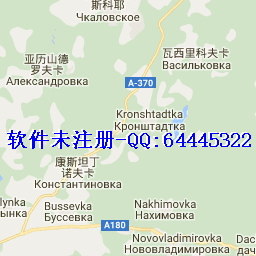 斯科耶
Чкаловское
亚历山德
罗夫卡
Александровка
瓦西里科夫卡
Васильковка
A-370
Kronshtadtka
Кронштадтка
软件未注册-QQ:64445322
康斯坦丁
诺夫卡
Константиновка
lynka
ынка
Bussevka
Буссевка
Nakhimovka
Нахимовка
A180
Novovladimirovka
Нововладимировка
Dac
дач